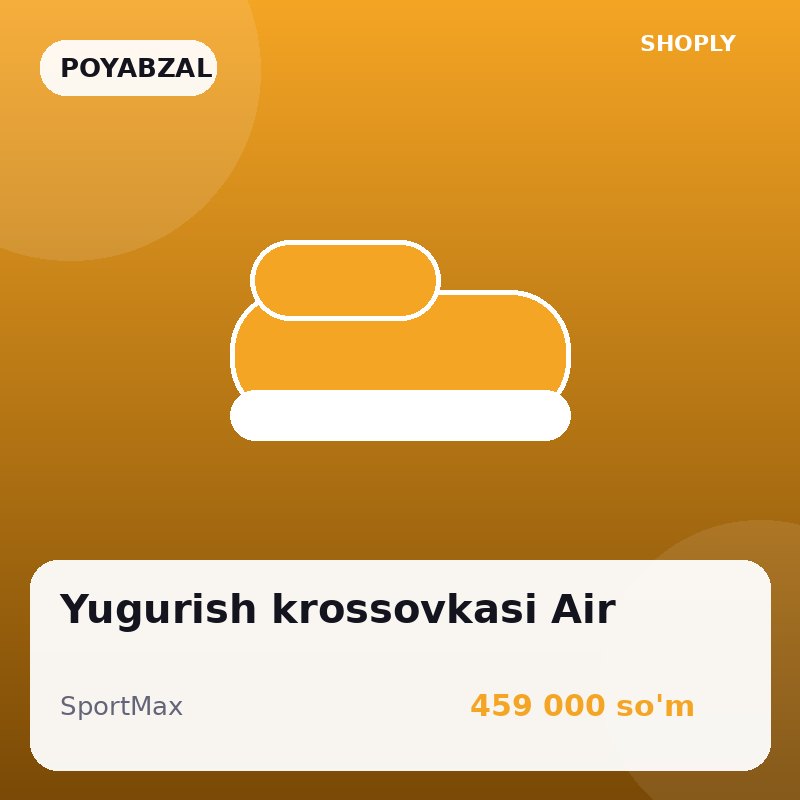 POYABZAL
SHOPLY
Yugurish krossovkasi Air
SportMax
459 000 so'm